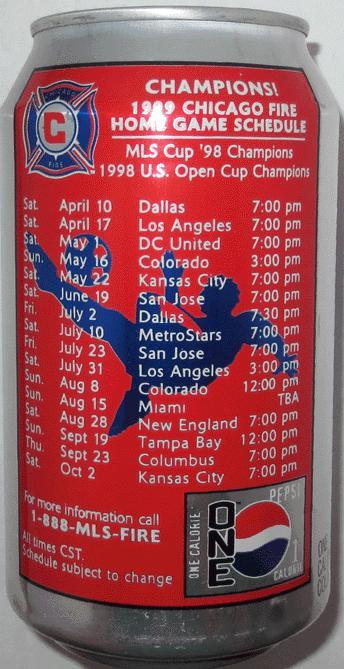 CHICAGO
C
FIRE
CHAMPIONS!
1999 CHICAGO FIRE
HOME GAME SCHEDULE
MLS Cup '98 Champions
1998 U.S. Open Cup Champions
Sat. April 10 Dallas 7:00 pm
Sat. April 17 Los Angeles 7:00 pm
Sat. May 1 DC United 7:00 pm
Sun. May 16 Colorado 3:00 pm
Sat. May 22 Kansas City 7:00 pm
Sat. June 19 San Jose 7:00 pm
Fri. July 2 Dallas 7:30 pm
Sat. July 10 MetroStars 7:00 pm
Fri. July 23 San Jose 7:00 pm
Sat. July 31 Los Angeles 3:00 pm
Sun. Aug 8 Colorado 12:00 pm
Sun. Aug 15 Miami TBA
Sat. Aug 28 New England 7:00 pm
Sun. Sept 19 Tampa Bay 12:00 pm
Thu. Sept 23 Columbus 7:00 pm
Sat. Oct 2 Kansas City 7:00 pm
For more information call
1-888-MLS-FIRE
All times CST.
Schedule subject to change
ONE CALORIE
ONE
PEPSI
1
CALORIE